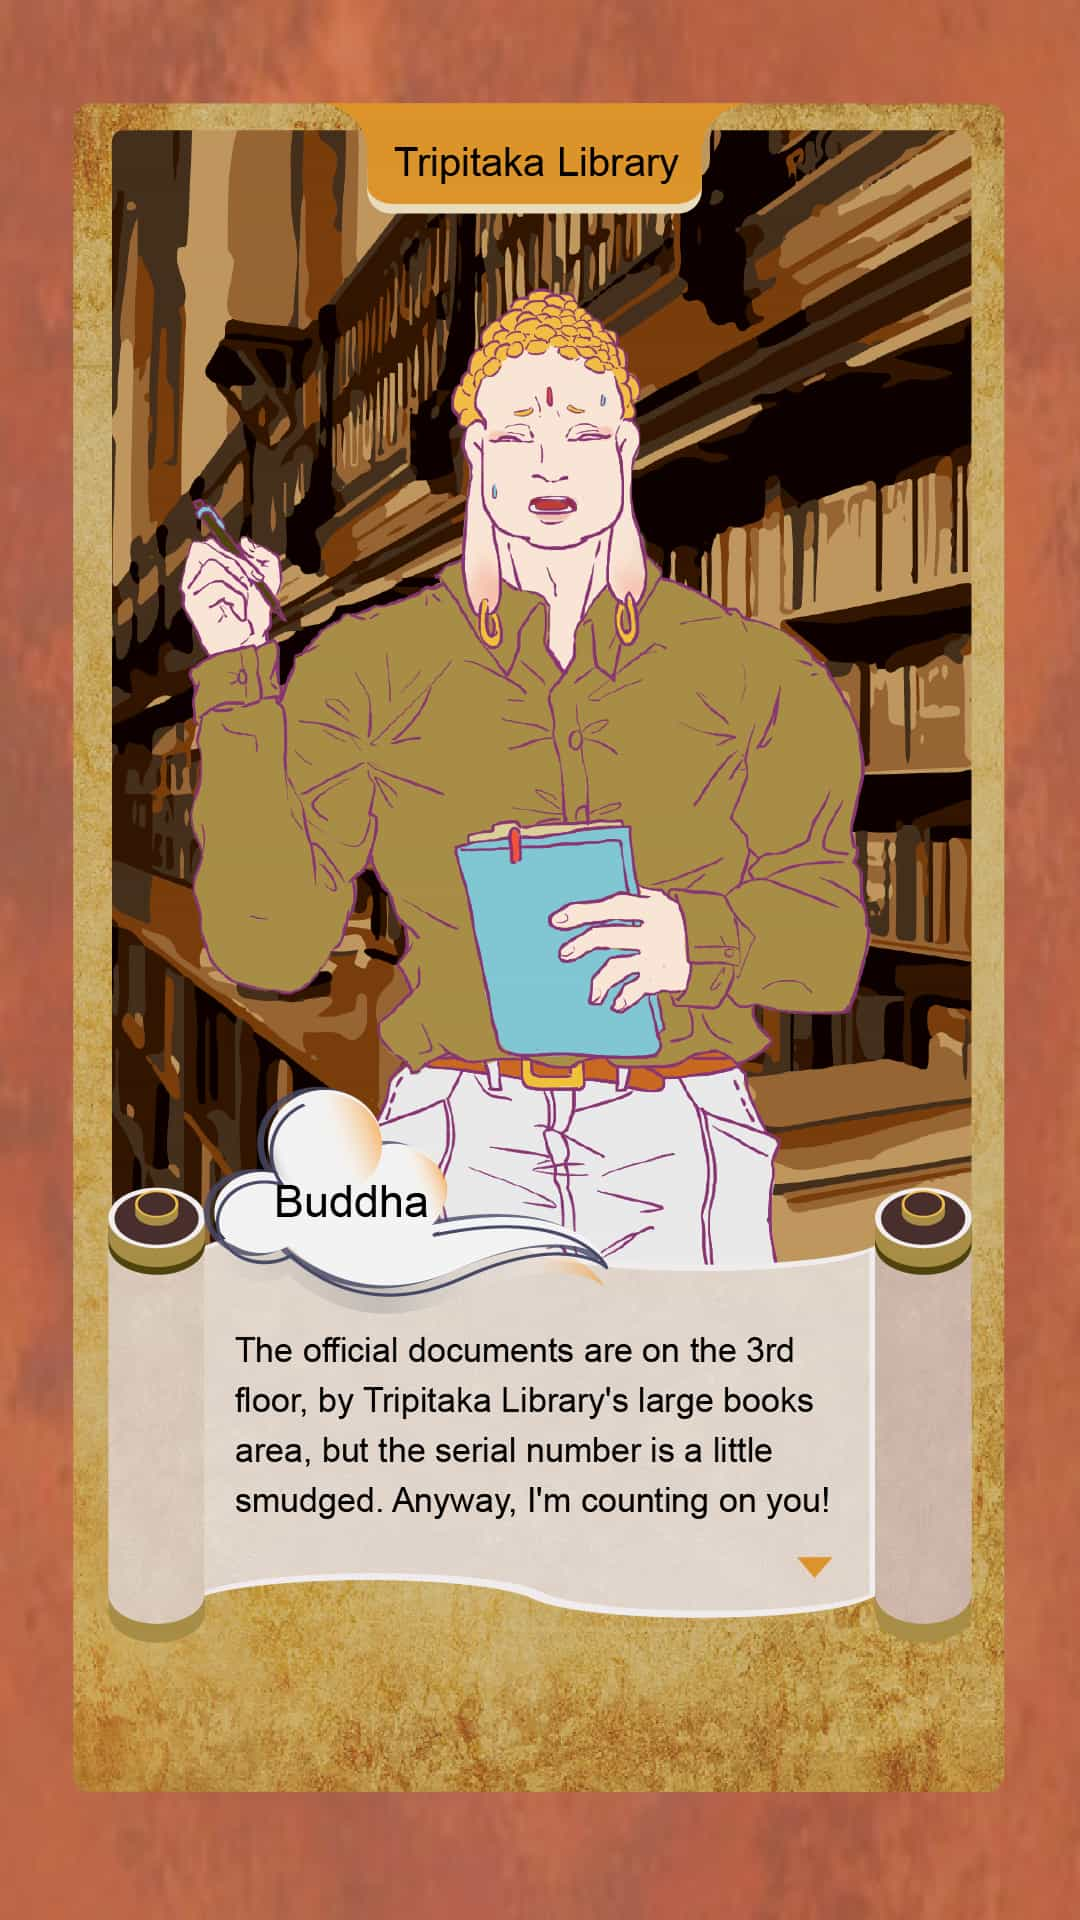 Tripitaka Library
Buddha
The official documents are on the 3rd
floor, by Tripitaka Library's large books
area, but the serial number is a little
smudged. Anyway, I'm counting on you!